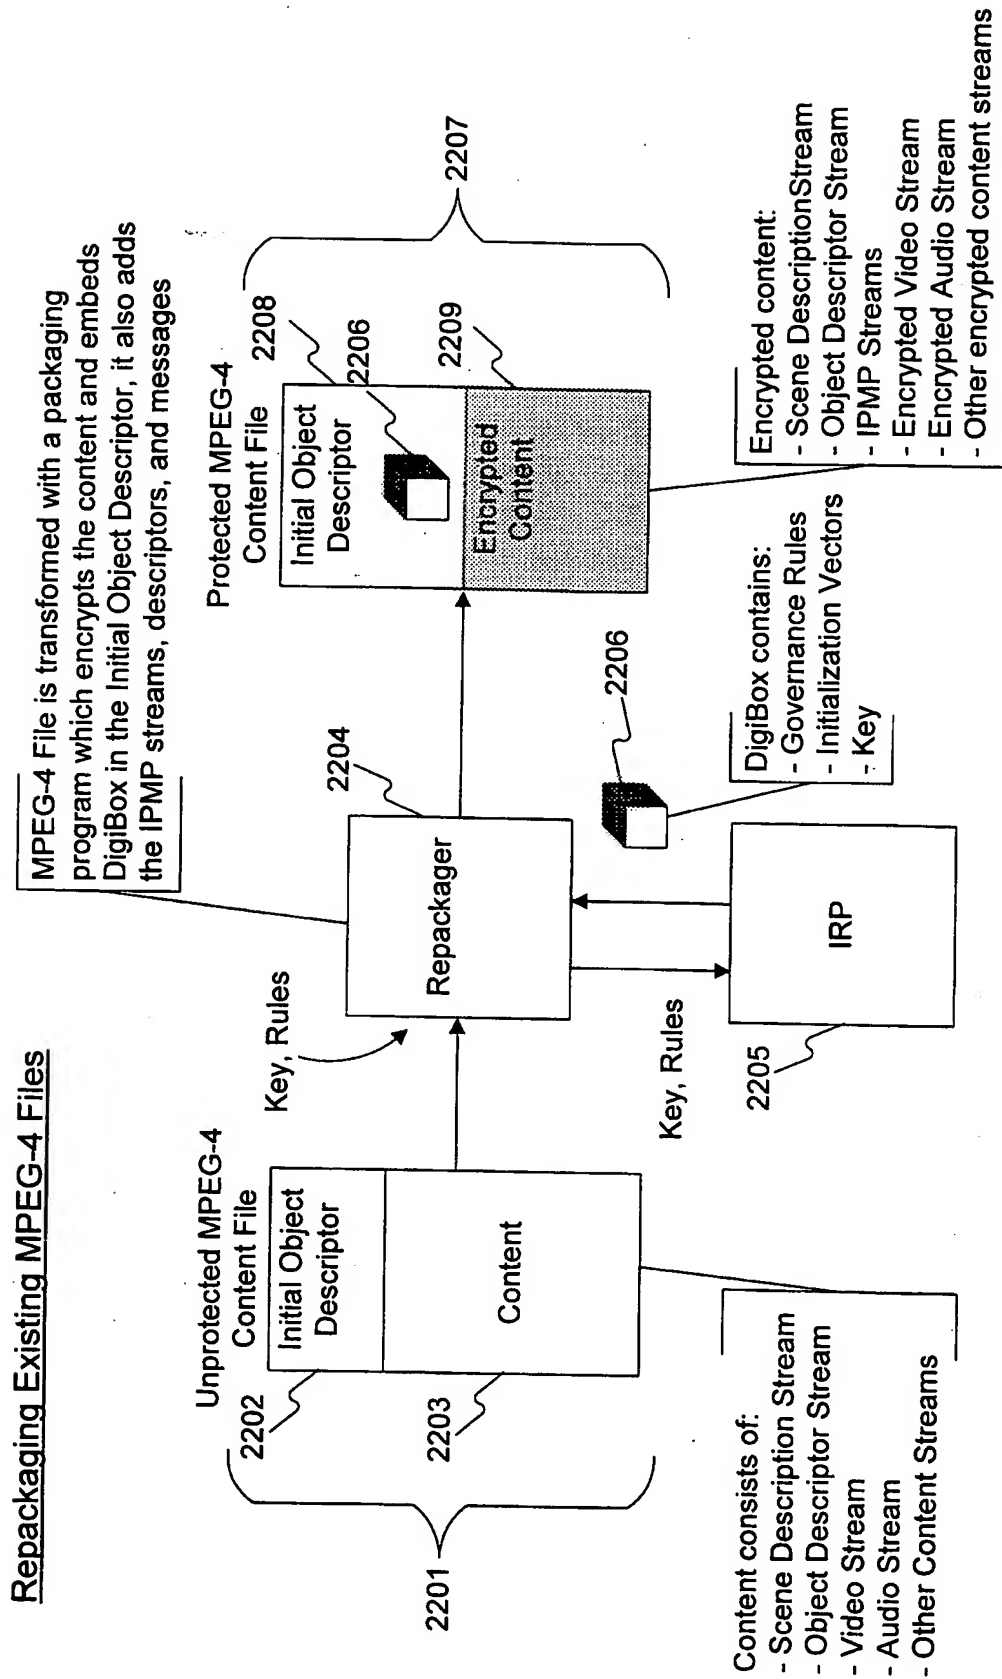 Repackaging Existing MPEG-4 Files
MPEG-4 File is transformed with a packaging
program which encrypts the content and embeds
DigiBox in the Initial Object Descriptor, it also adds
the IPMP streams, descriptors, and messages
Unprotected MPEG-4
Content File
2201
2202
Initial Object
Descriptor
2203
Content
Content consists of:
- Scene Description Stream
- Object Descriptor Stream
- Video Stream
- Audio Stream
- Other Content Streams
Key, Rules
2204
Repackager
Key, Rules
2205
IRP
2206
DigiBox contains:
- Governance Rules
- Initialization Vectors
- Key
Protected MPEG-4
Content File
2208
Initial Object
Descriptor
2206
2207
2209
Encrypted
Content
Encrypted content:
- Scene DescriptionStream
- Object Descriptor Stream
- IPMP Streams
- Encrypted Video Stream
- Encrypted Audio Stream
- Other encrypted content streams